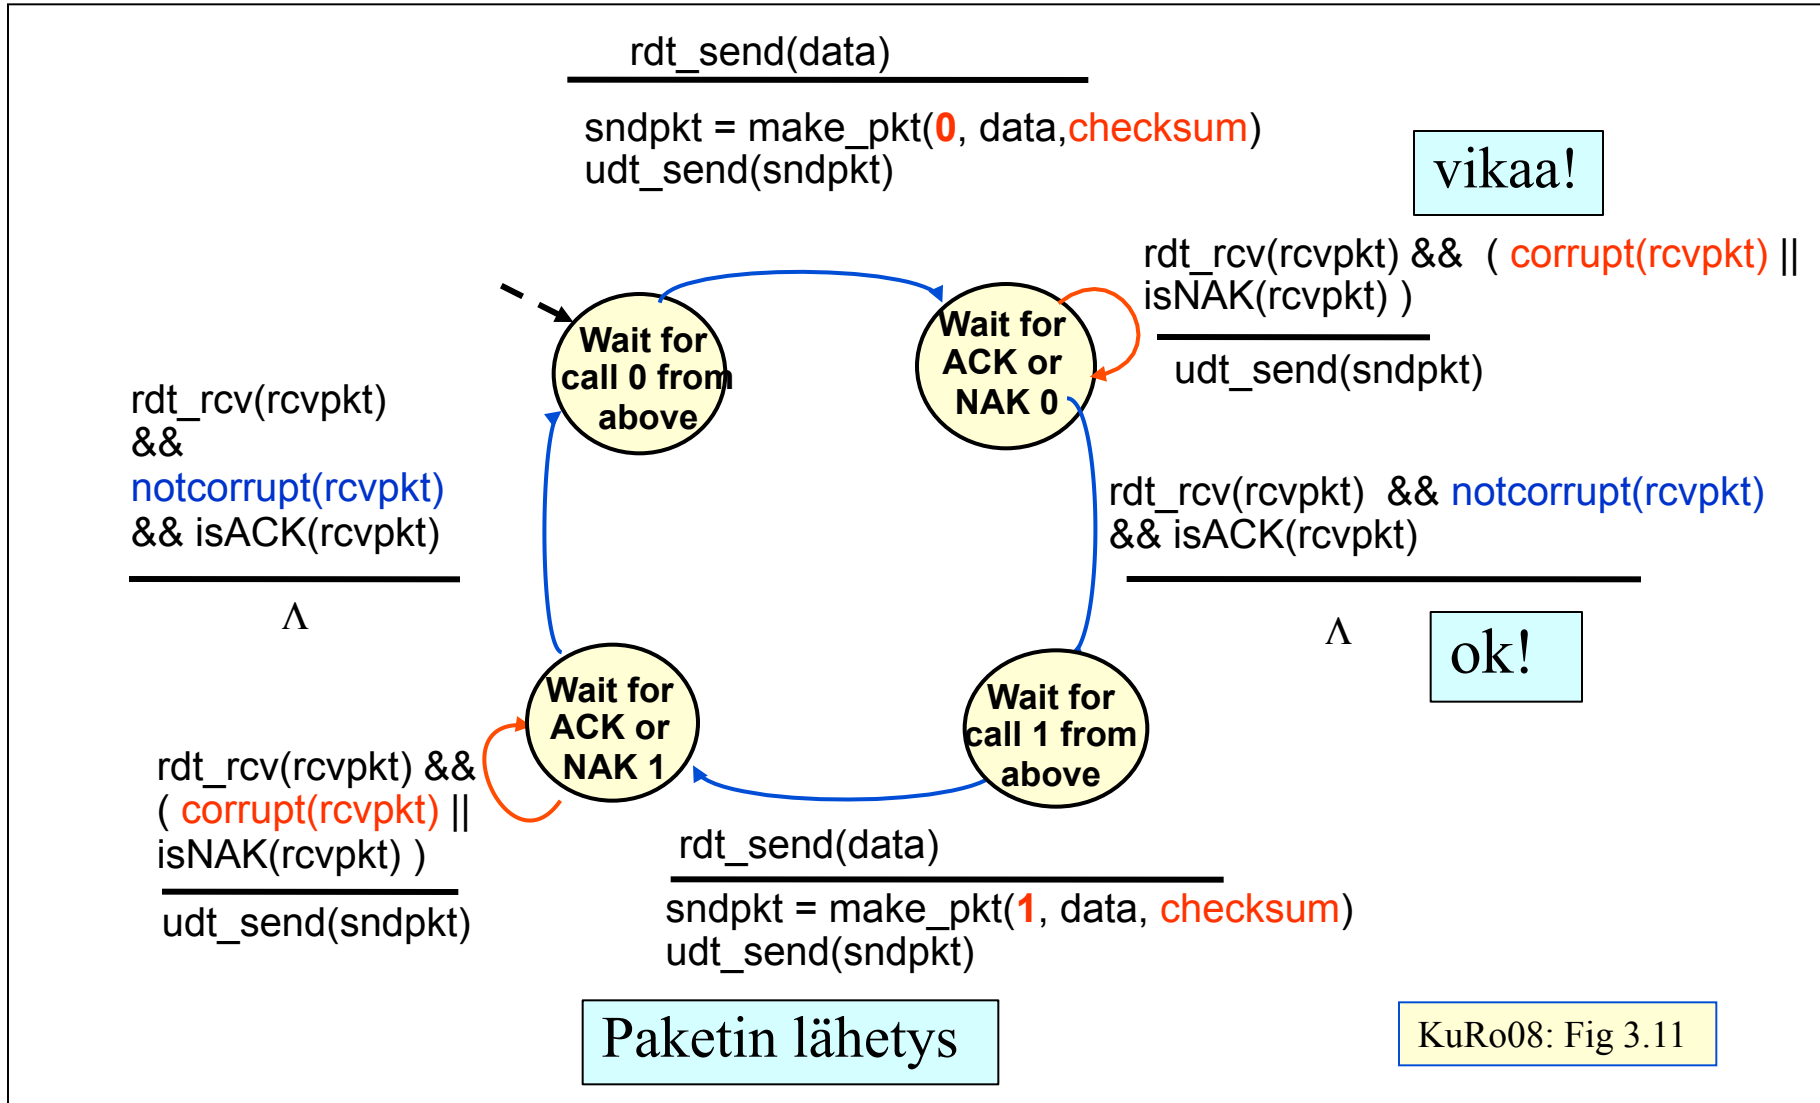 rdt_send(data)
sndpkt = make_pkt(0, data,checksum)
udt_send(sndpkt)
vikaa!
rdt_rcv(rcvpkt) && ( corrupt(rcvpkt) ||
isNAK(rcvpkt) )
udt_send(sndpkt)
Wait for
call 0 from
above
Wait for
ACK or
NAK 0
rdt_rcv(rcvpkt)
&&
notcorrupt(rcvpkt)
&& isACK(rcvpkt)
Λ
rdt_rcv(rcvpkt) && notcorrupt(rcvpkt)
&& isACK(rcvpkt)
Λ
ok!
Wait for
ACK or
NAK 1
Wait for
call 1 from
above
rdt_rcv(rcvpkt) &&
( corrupt(rcvpkt) ||
isNAK(rcvpkt) )
udt_send(sndpkt)
rdt_send(data)
sndpkt = make_pkt(1, data, checksum)
udt_send(sndpkt)
Paketin lähetys
KuRo08: Fig 3.11